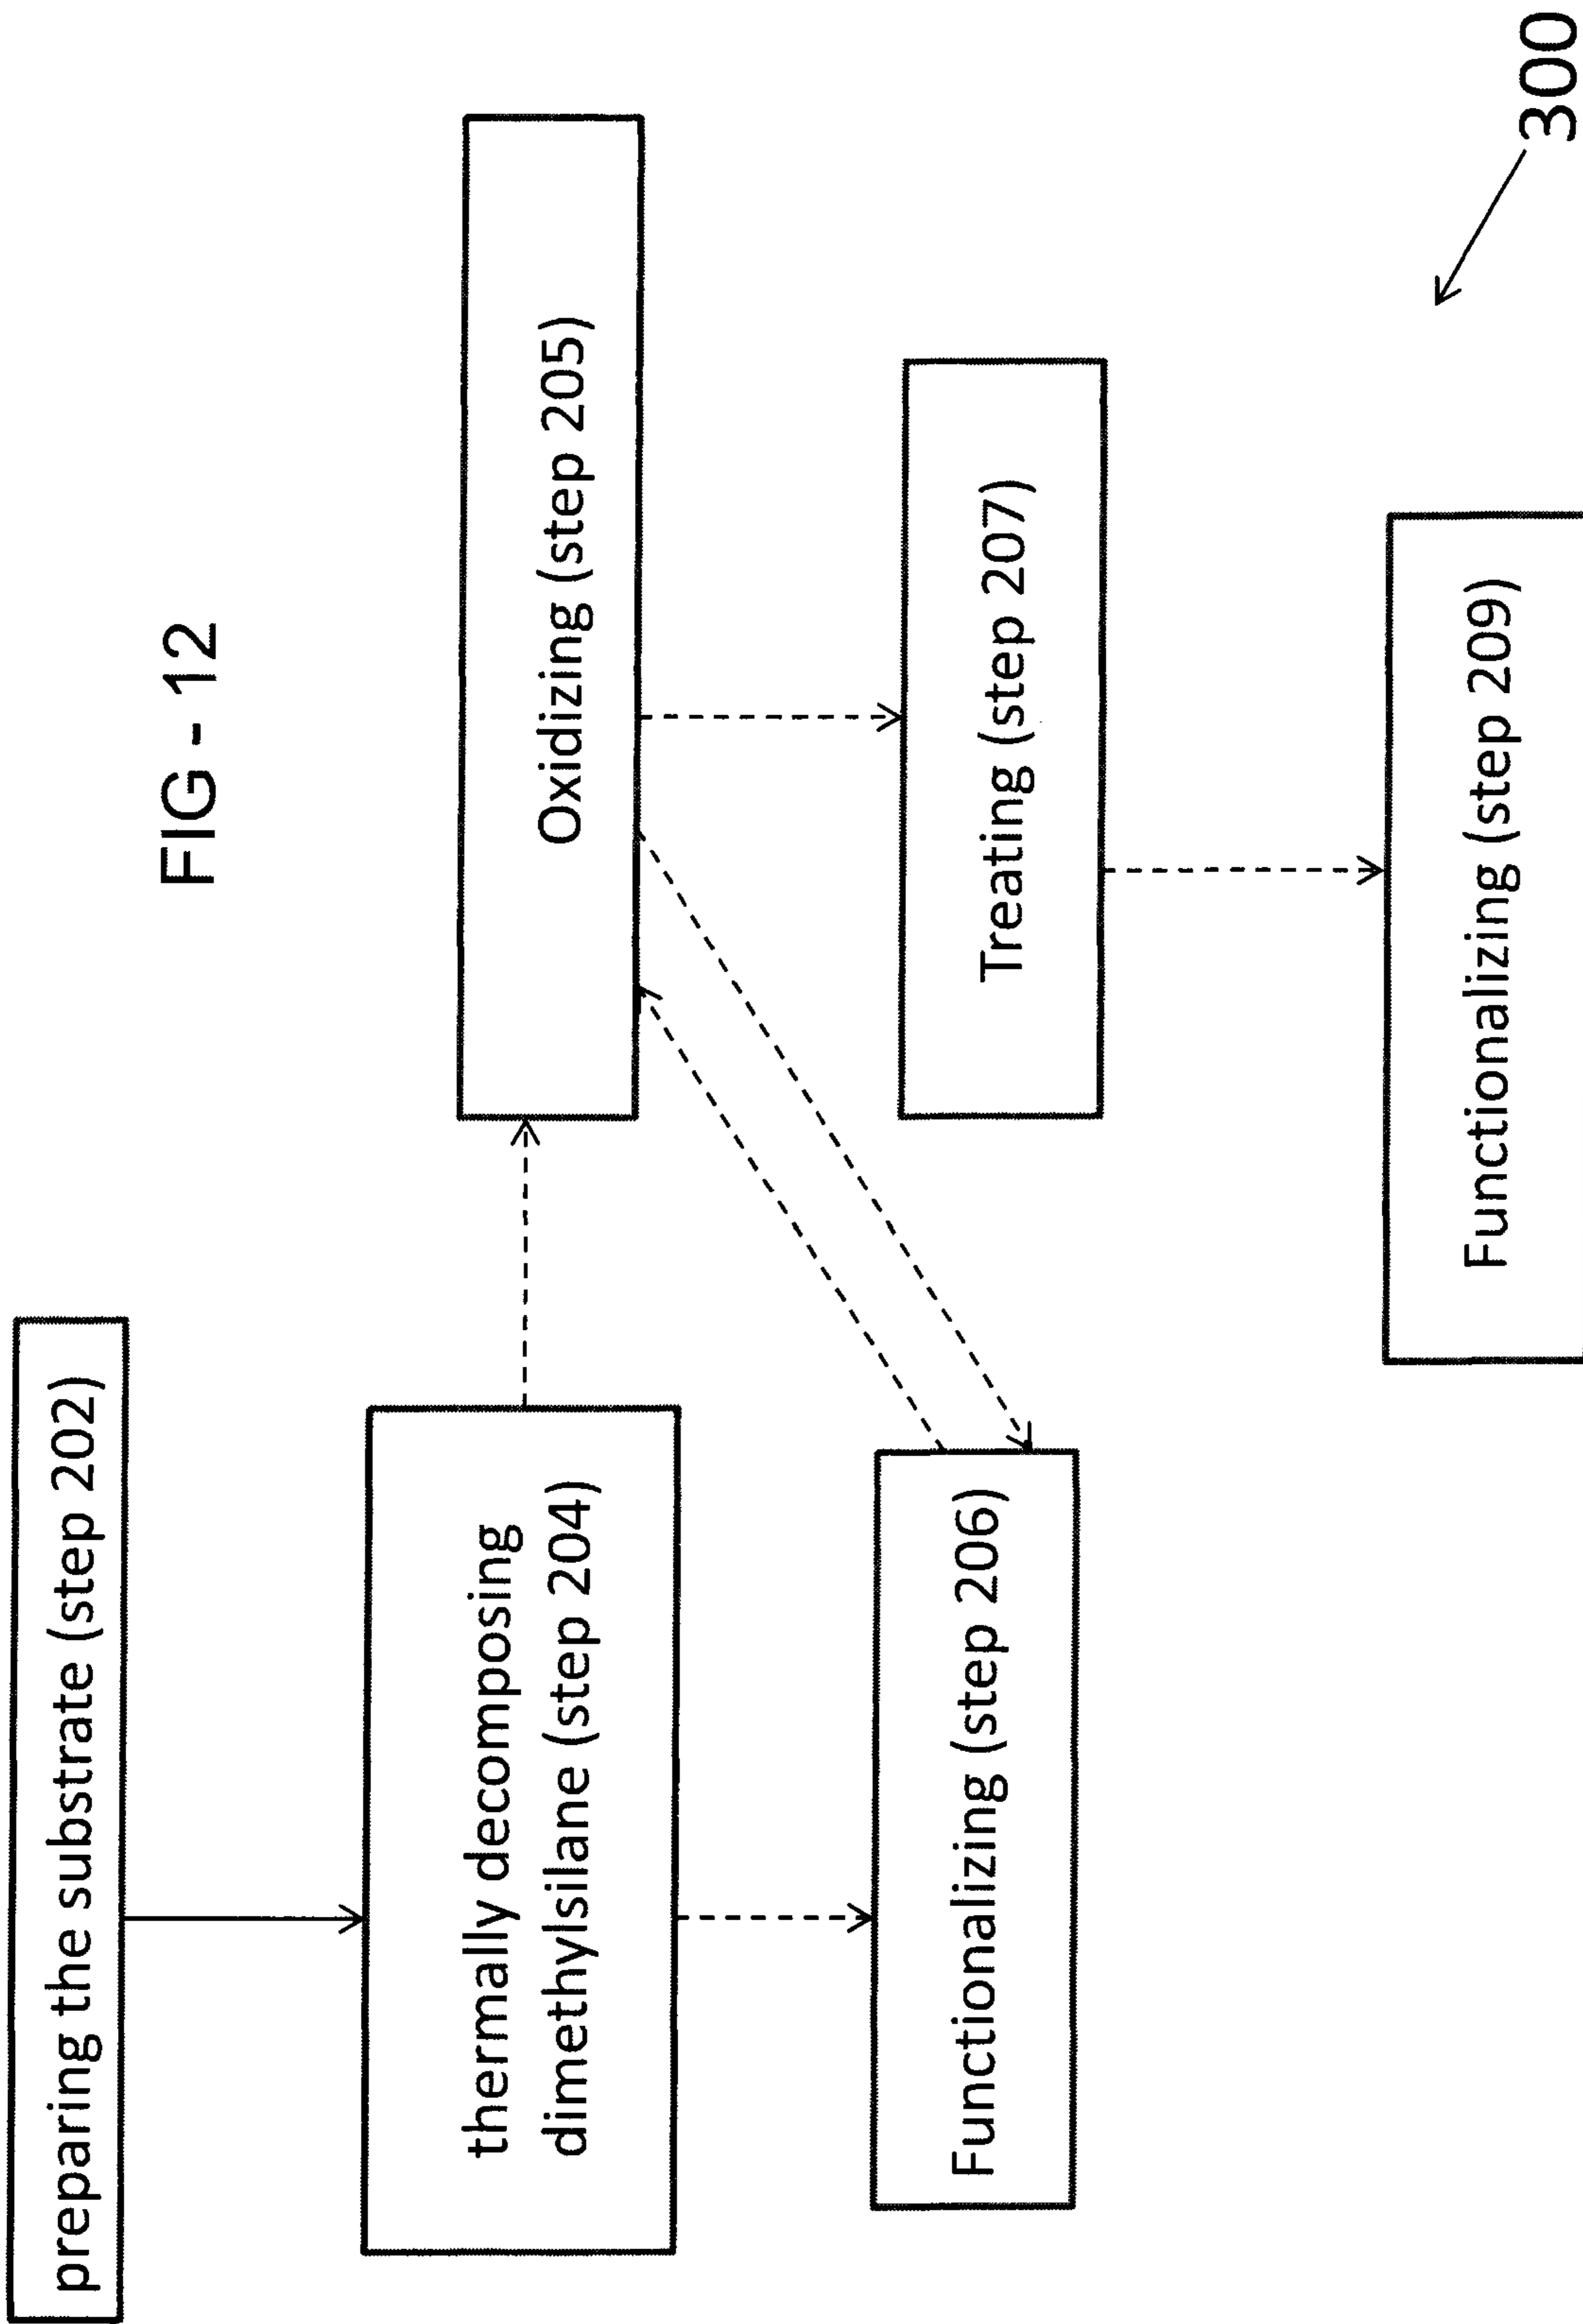 FIG - 12
preparing the substrate (step 202)
thermally decomposing
dimethylsilane (step 204)
Oxidizing (step 205)
Functionalizing (step 206)
Treating (step 207)
Functionalizing (step 209)
300